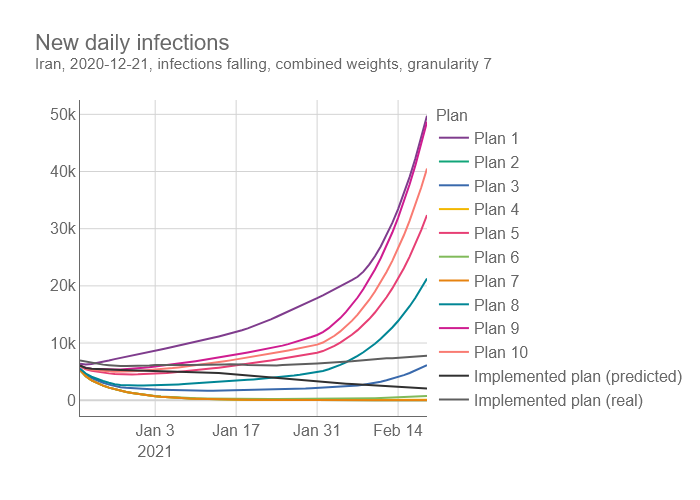 New daily infections
Iran, 2020-12-21, infections falling, combined weights, granularity 7
50k
40k
30k
20k
10k
0
Jan 3
2021
Jan 17
Jan 31
Feb 14
Plan
Plan 1
Plan 2
Plan 3
Plan 4
Plan 5
Plan 6
Plan 7
Plan 8
Plan 9
Plan 10
Implemented plan (predicted)
Implemented plan (real)